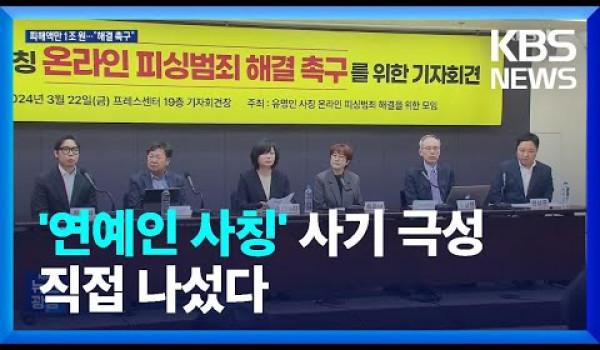 피해액만 1조 원…"해결 촉구"
KBS
NEWS
칭 온라인 피싱범죄 해결 촉구를 위한 기자회견
2024년 3월 22일(금) 프레스센터 19층 기자회견장 주최 : 유명인 사칭 온라인 피싱범죄 해결을 위한 모임
'연예인 사칭' 사기 극성
직접 나섰다